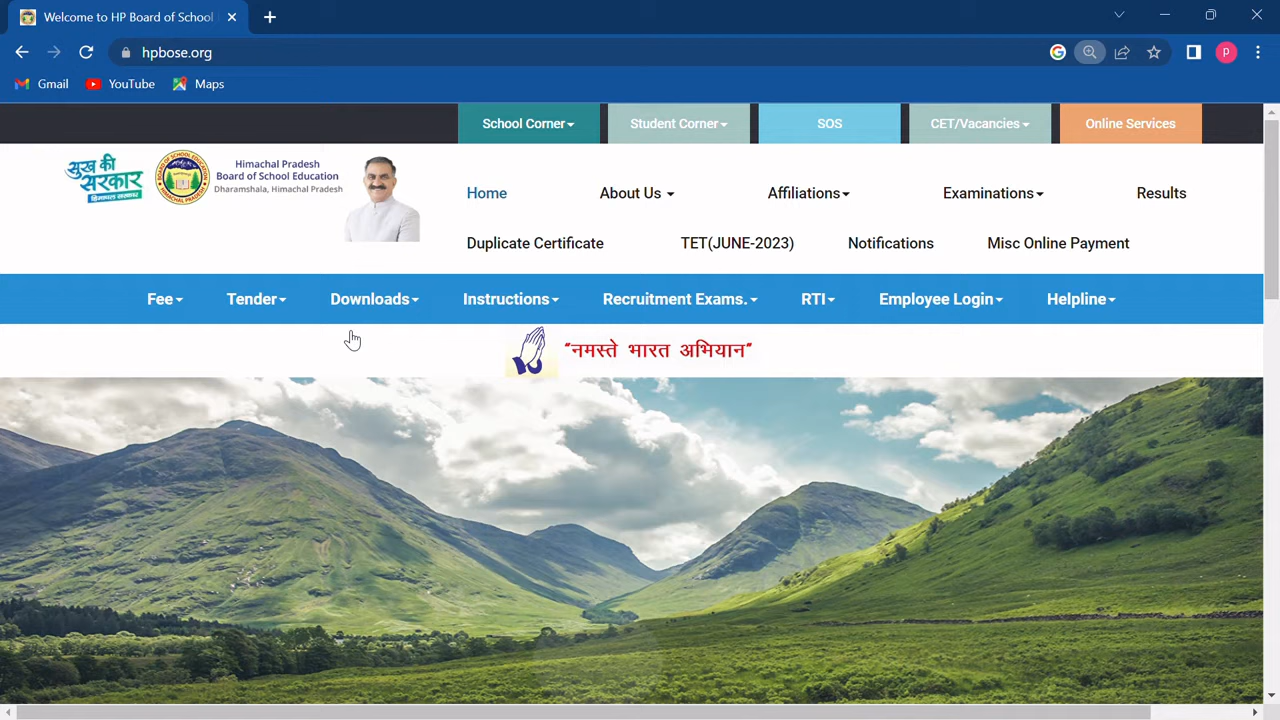 Welcome to HP Board of School
hpbose.org
P
Gmail
YouTube
Maps
School Corner
Student Corner
SOS
CET/Vacancies
Online Services
सुख की
सरकार
हिमाचल सरकार
Himachal Pradesh
Board of School Education
Dharamshala, Himachal Pradesh
Home
About Us
Affiliations
Examinations
Results
Duplicate Certificate
TET(JUNE-2023)
Notifications
Misc Online Payment
Fee
Tender
Downloads
Instructions
Recruitment Exams.
RTI
Employee Login
Helpline
“नमस्ते भारत अभियान”